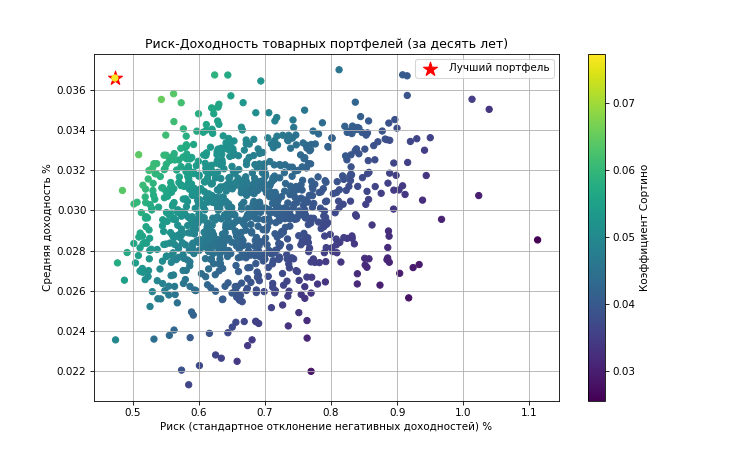 Риск-Доходность товарных портфелей (за десять лет)
Лучший портфель
Средняя доходность %
0.036
0.034
0.032
0.030
0.028
0.026
0.024
0.022
0.5 0.6 0.7 0.8 0.9 1.0 1.1
Риск (стандартное отклонение негативных доходностей) %
0.07
0.06
0.05
0.04
0.03
Коэффициент Сортино